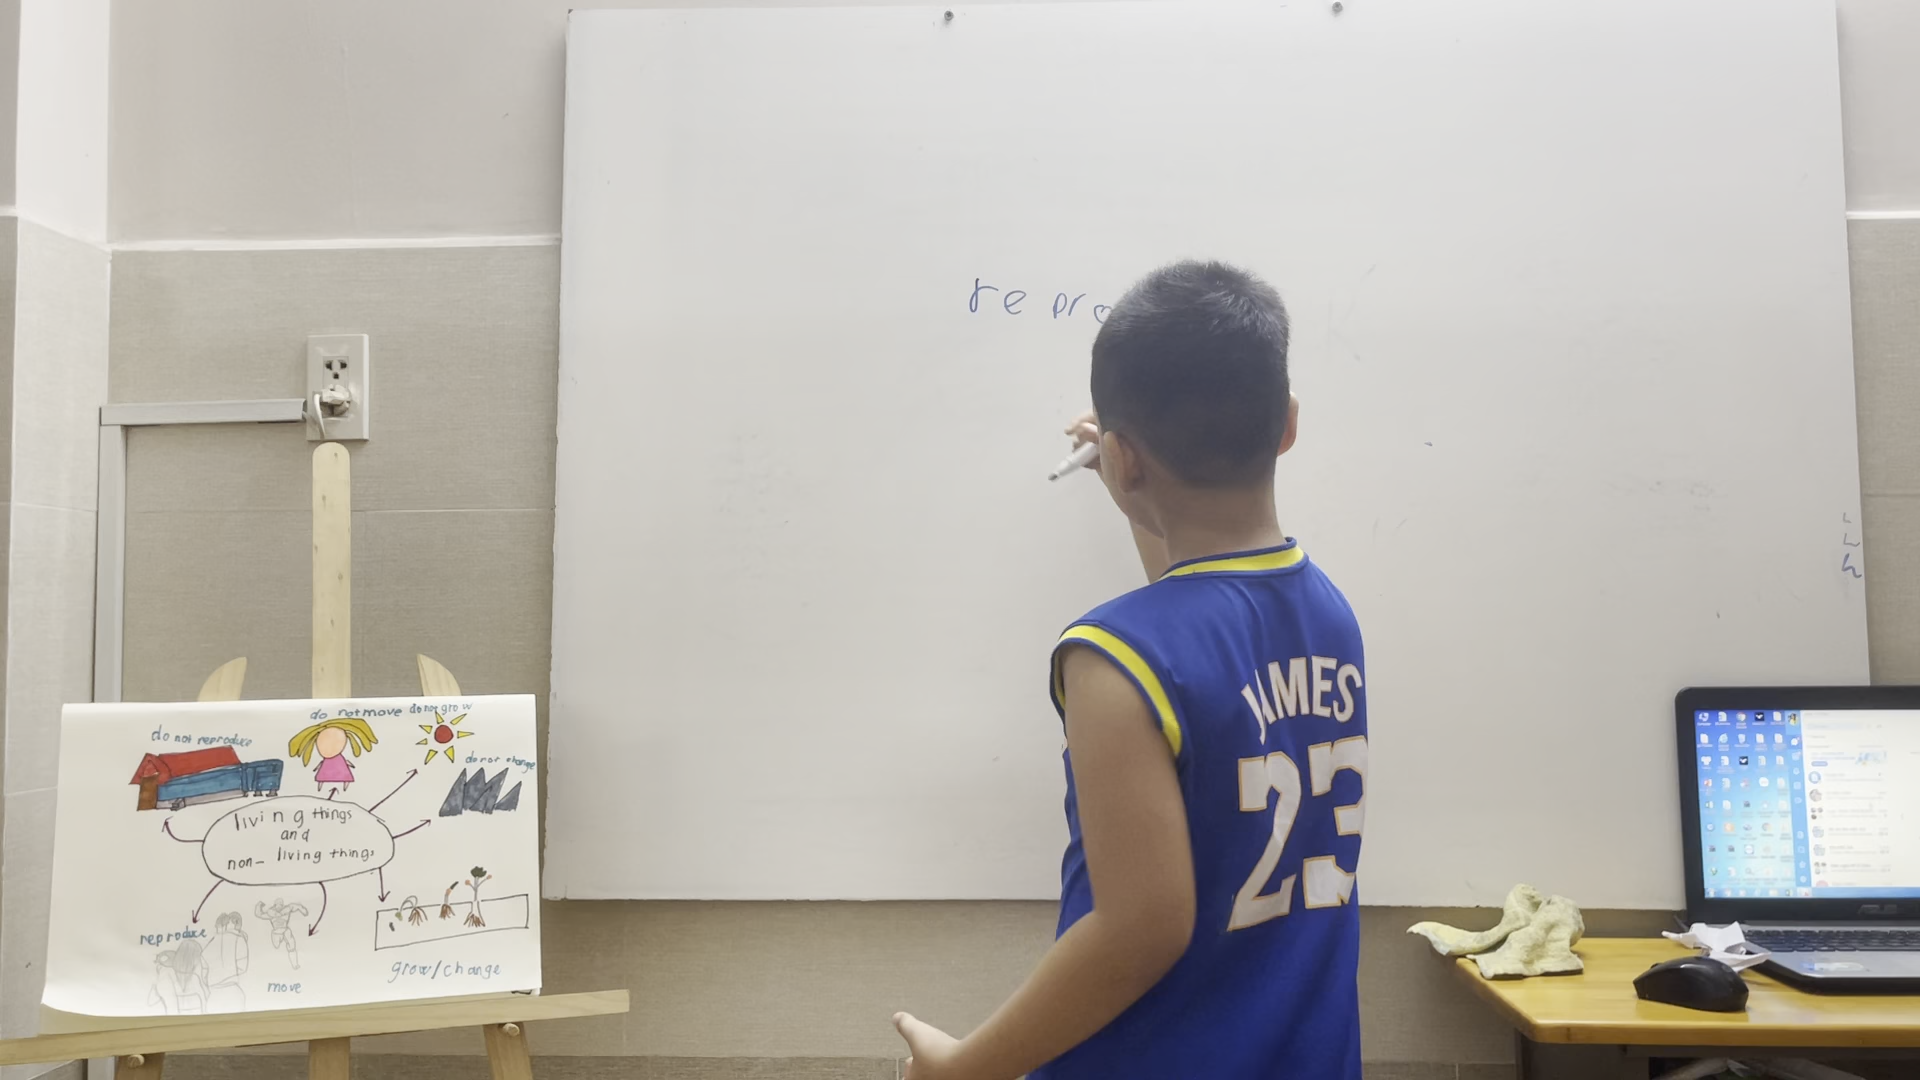 re pro
JAMES
23
do not reproduce
do not move
do not grow
do not change
living things
and
non- living things
reproduce
move
grow/change
ASUS